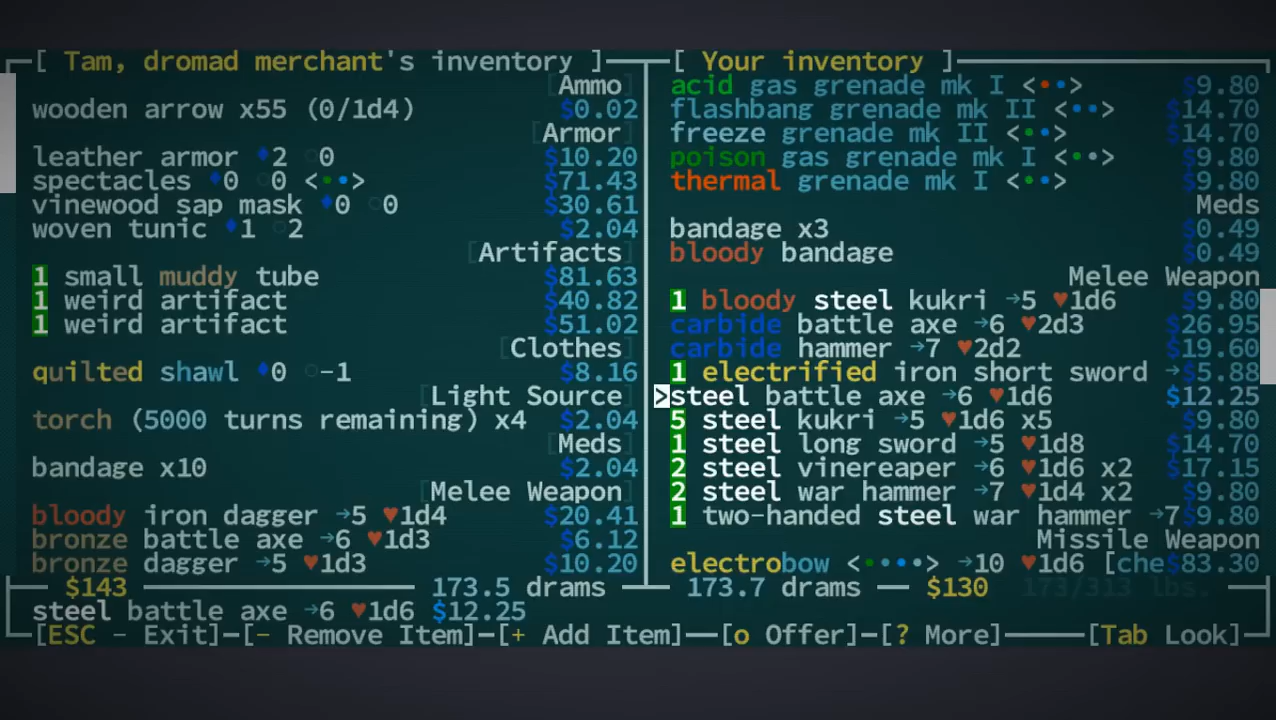 [ Tam, dromad merchant's inventory ]
[Ammo]
wooden arrow x55 (0/1d4) $0.02
[Armor]
leather armor ♦2 ○0 $10.20
spectacles ♦0 ○0 <••> $71.43
vinewood sap mask ♦0 ○0 $30.61
woven tunic ♦1 ○2 $2.04
[Artifacts]
1 small muddy tube $81.63
1 weird artifact $40.82
1 weird artifact $51.02
[Clothes]
quilted shawl ♦0 ○-1 $8.16
[Light Source]
torch (5000 turns remaining) x4 $2.04
[Meds]
bandage x10 $2.04
[Melee Weapon]
bloody iron dagger →5 ♥1d4 $20.41
bronze battle axe →6 ♥1d3 $6.12
bronze dagger →5 ♥1d3 $10.20
$143 173.5 drams
[ Your inventory ]
acid gas grenade mk I <••> $9.80
flashbang grenade mk II <••> $14.70
freeze grenade mk II <••> $14.70
poison gas grenade mk I <••> $9.80
thermal grenade mk I <••> $9.80
Meds
bandage x3 $0.49
bloody bandage $0.49
Melee Weapon
1 bloody steel kukri →5 ♥1d6 $9.80
carbide battle axe →6 ♥2d3 $26.95
carbide hammer →7 ♥2d2 $19.60
1 electrified iron short sword →$5.88
>steel battle axe →6 ♥1d6 $12.25
5 steel kukri →5 ♥1d6 x5 $9.80
1 steel long sword →5 ♥1d8 $14.70
2 steel vinereaper →6 ♥1d6 x2 $17.15
2 steel war hammer →7 ♥1d4 x2 $9.80
1 two-handed steel war hammer →7 $9.80
Missile Weapon
electrobow <••••> →10 ♥1d6 [che$83.30
173.7 drams — $130 173/313 lbs.
steel battle axe →6 ♥1d6 $12.25
[ESC - Exit]—[- Remove Item]—[+ Add Item]—[o Offer]—[? More] [Tab Look]